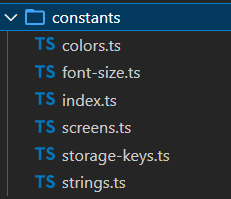 constants
TS colors.ts
TS font-size.ts
TS index.ts
TS screens.ts
TS storage-keys.ts
TS strings.ts